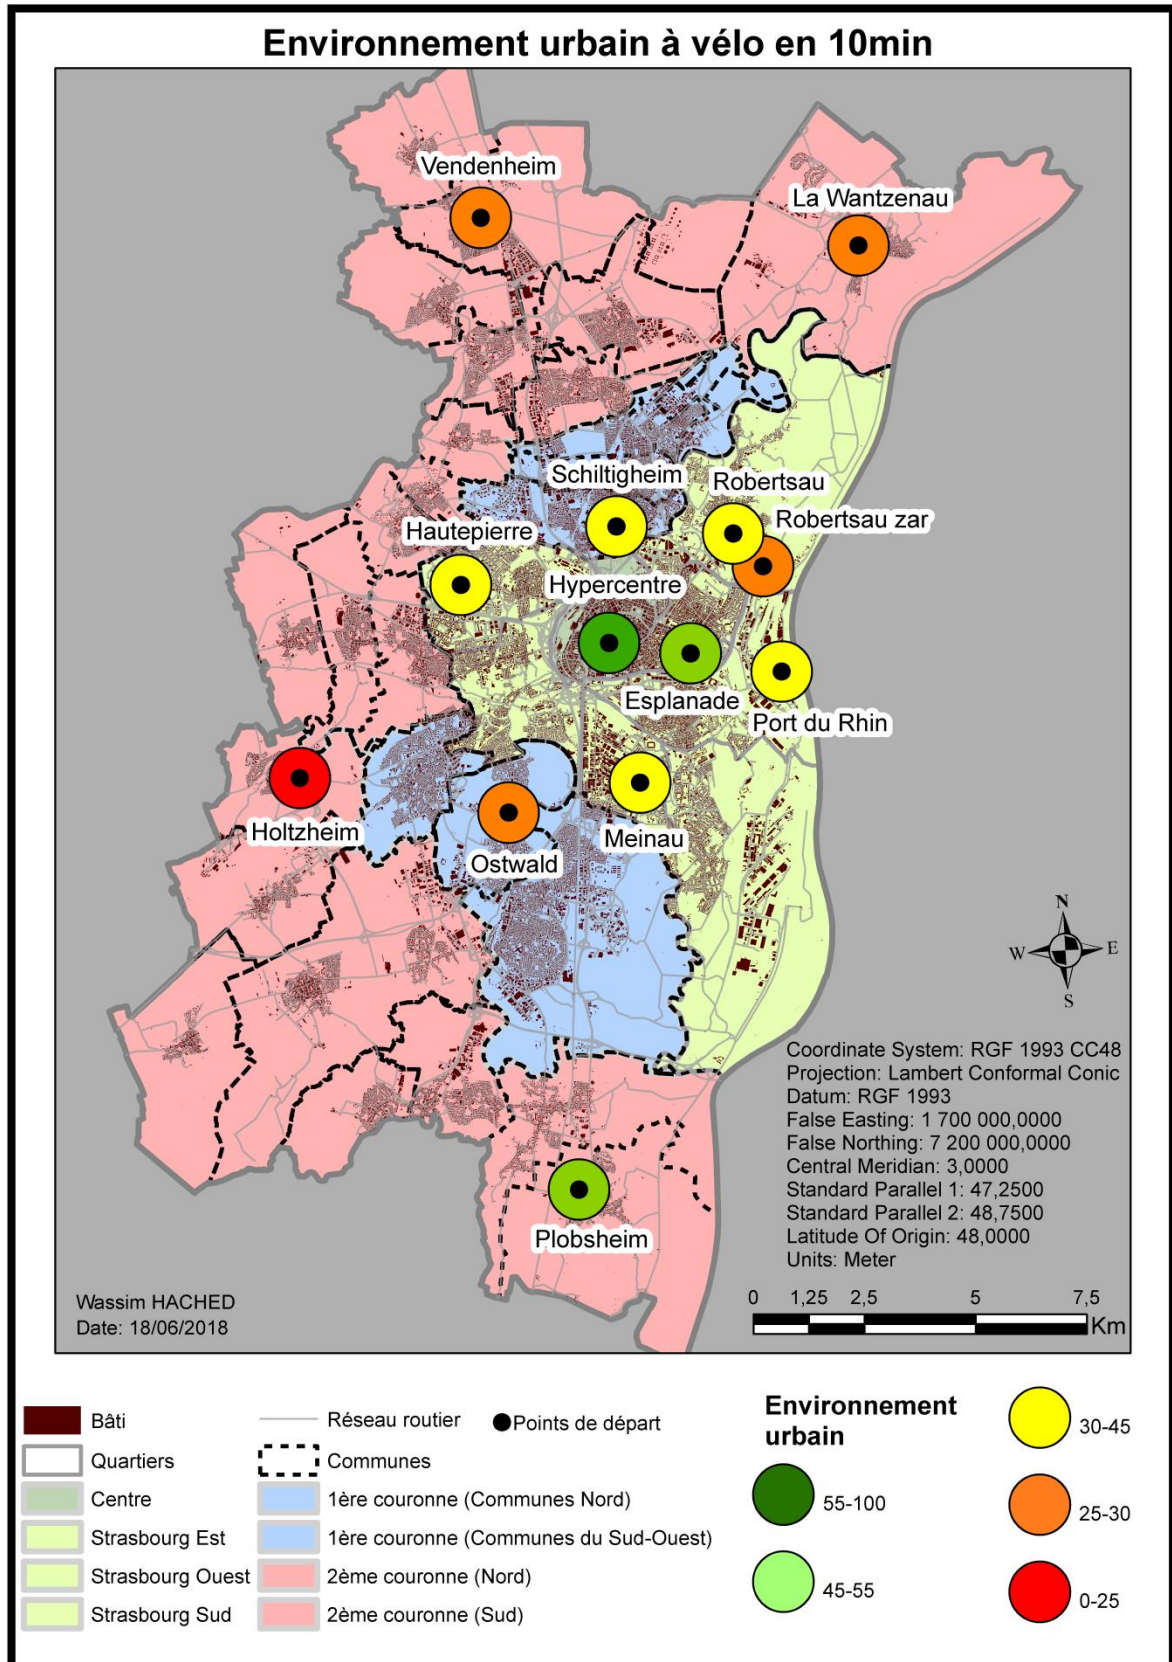 Environnement urbain à vélo en 10min
Vendenheim
La Wantzenau
Schiltigheim
Robertsau
Robertsau zar
Hautepierre
Hypercentre
Esplanade
Port du Rhin
Holtzheim
Ostwald
Meinau
Plobsheim
N
W
E
S
Coordinate System: RGF 1993 CC48
Projection: Lambert Conformal Conic
Datum: RGF 1993
False Easting: 1 700 000,0000
False Northing: 7 200 000,0000
Central Meridian: 3,0000
Standard Parallel 1: 47,2500
Standard Parallel 2: 48,7500
Latitude Of Origin: 48,0000
Units: Meter
0 1,25 2,5 5 7,5
Km
Wassim HACHED
Date: 18/06/2018
Bâti
Quartiers
Centre
Strasbourg Est
Strasbourg Ouest
Strasbourg Sud
Réseau routier
Points de départ
Communes
1ère couronne (Communes Nord)
1ère couronne (Communes du Sud-Ouest)
2ème couronne (Nord)
2ème couronne (Sud)
Environnement
urbain
55-100
45-55
30-45
25-30
0-25